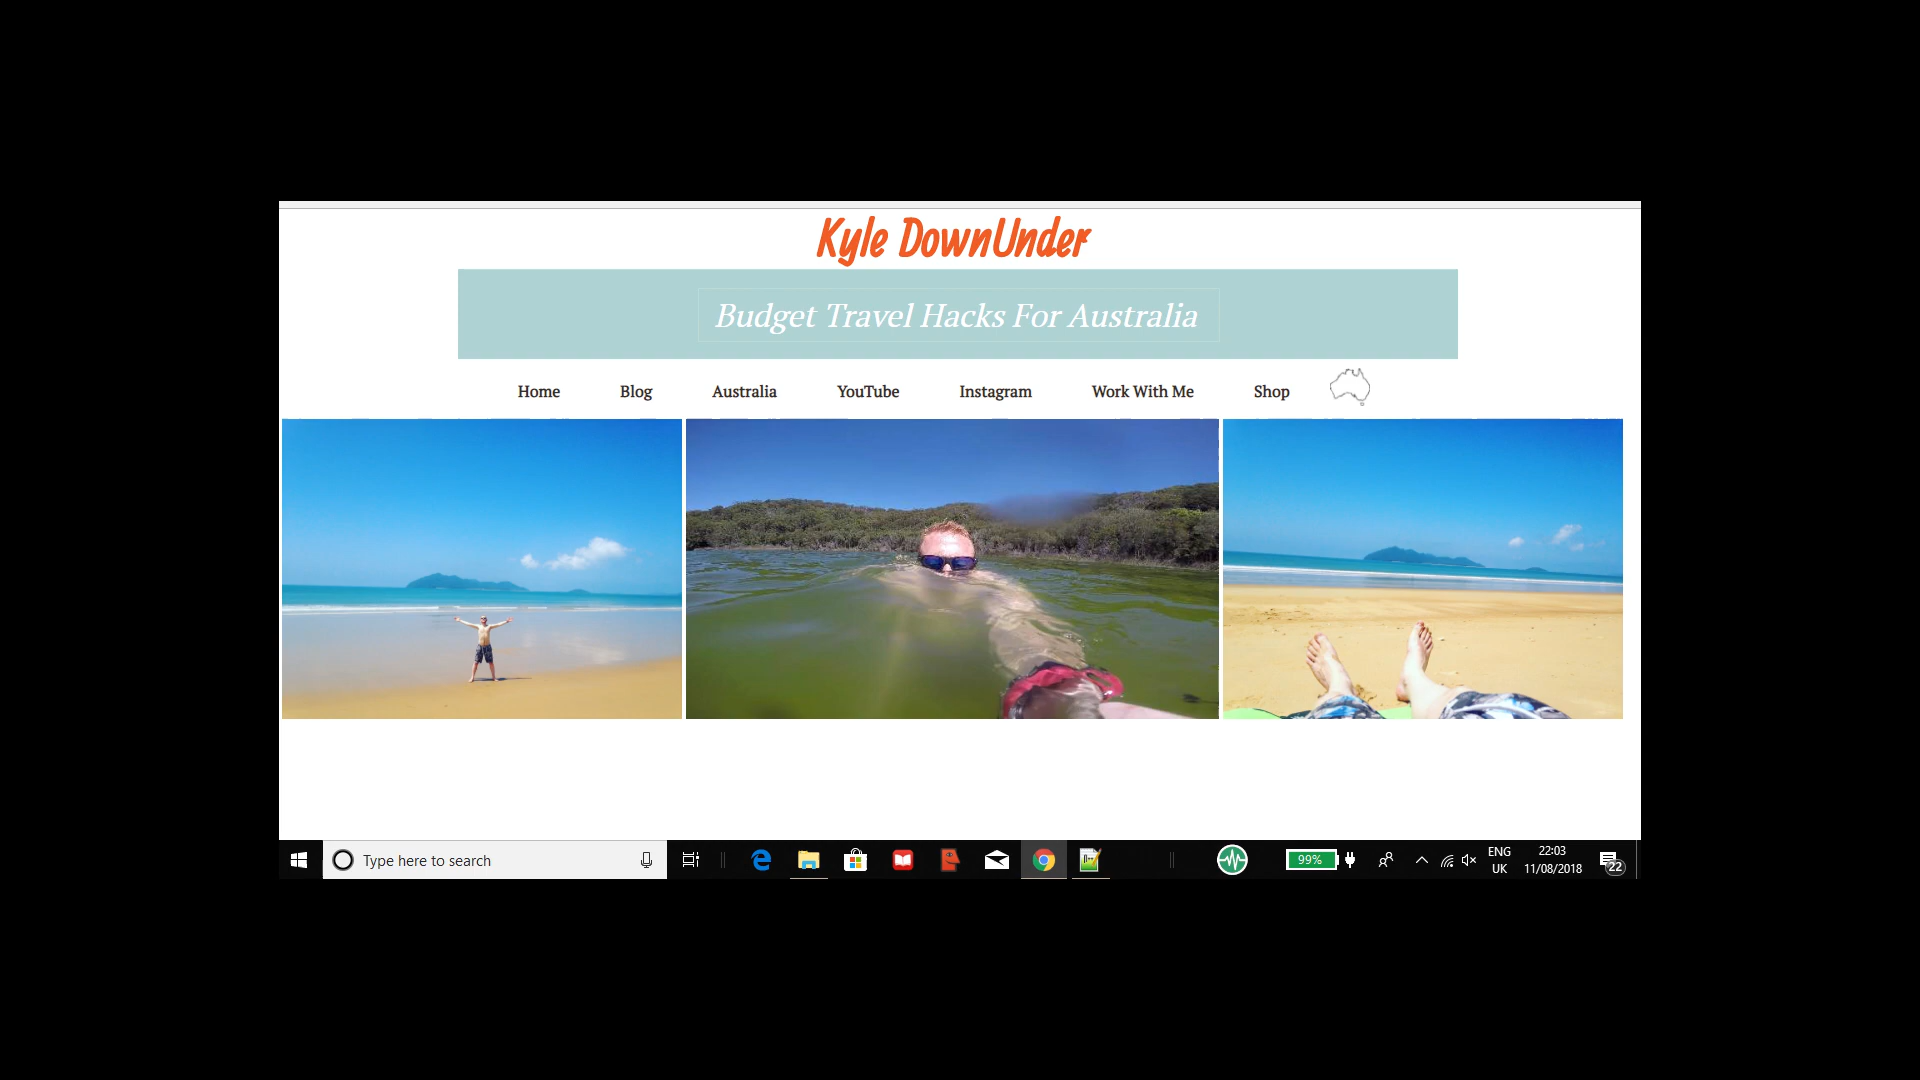 Kyle DownUnder
Budget Travel Hacks For Australia
Home Blog Australia YouTube Instagram Work With Me Shop
Type here to search
99%
ENG
UK
22:03
11/08/2018
22